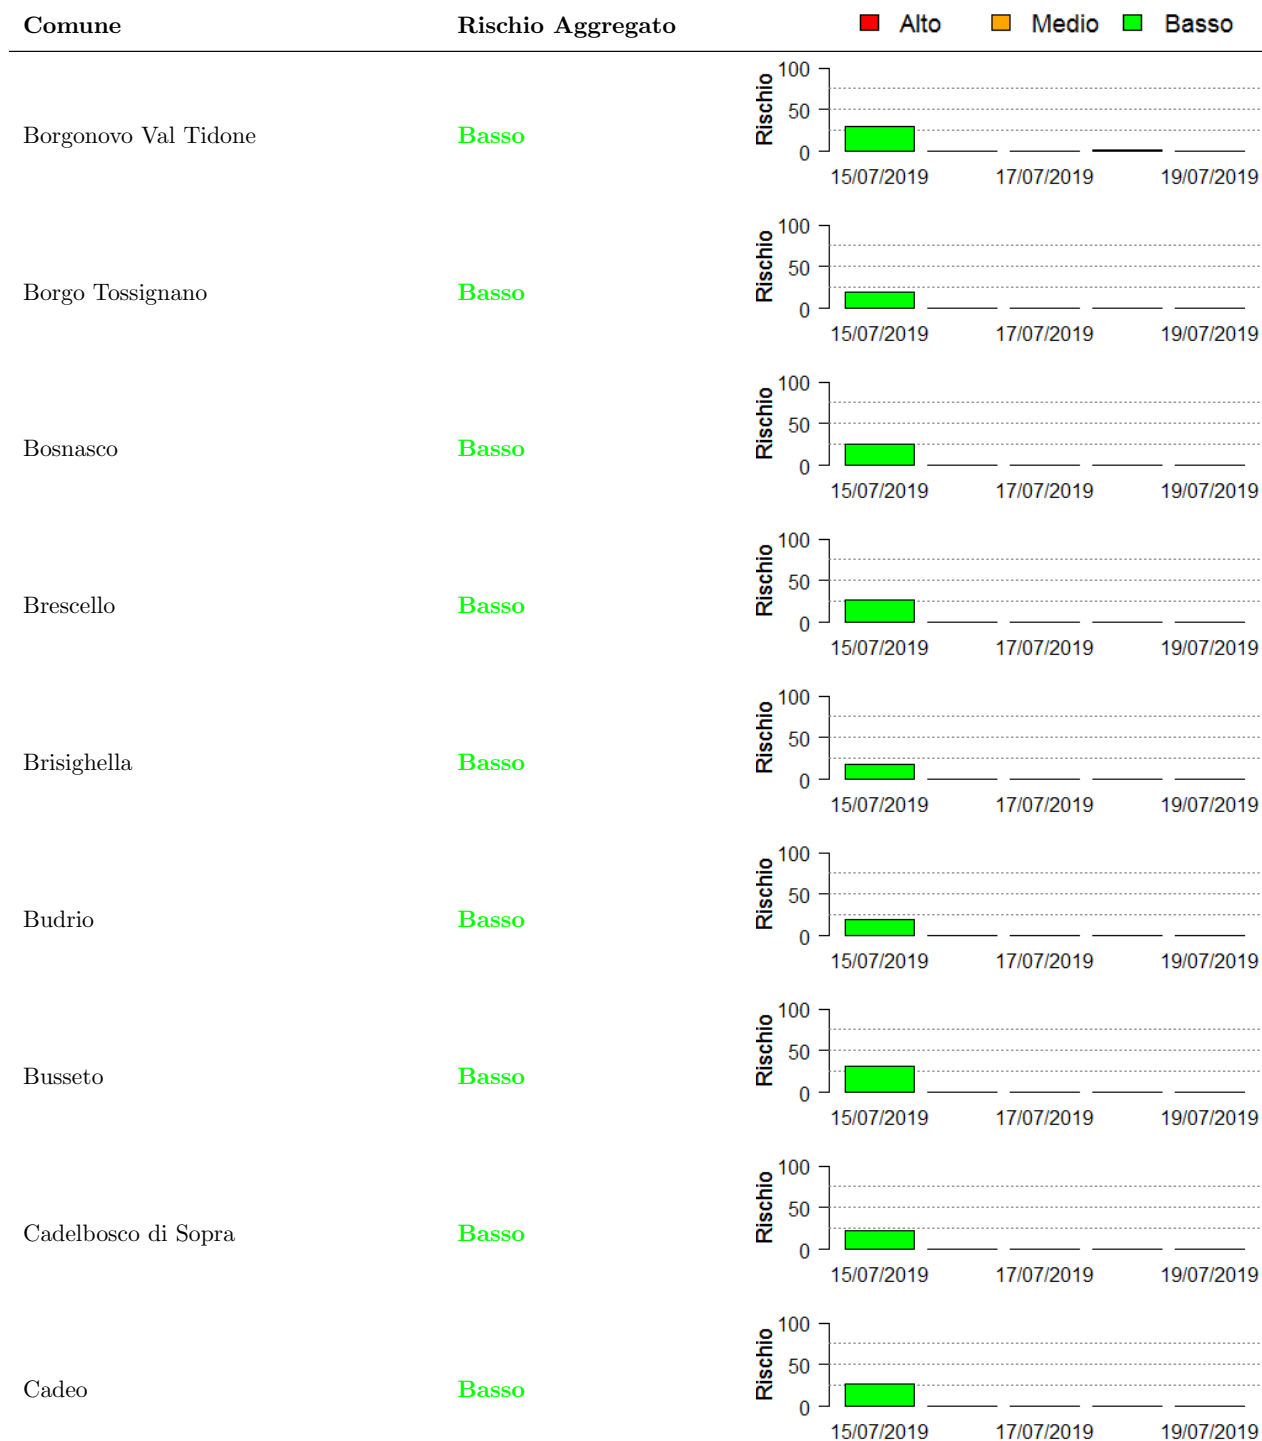 Comune Rischio Aggregato Alto Medio Basso
Borgonovo Val Tidone Basso
Rischio
100
50
0
15/07/2019 17/07/2019 19/07/2019
Borgo Tossignano Basso
Rischio
100
50
0
15/07/2019 17/07/2019 19/07/2019
Bosnasco Basso
Rischio
100
50
0
15/07/2019 17/07/2019 19/07/2019
Brescello Basso
Rischio
100
50
0
15/07/2019 17/07/2019 19/07/2019
Brisighella Basso
Rischio
100
50
0
15/07/2019 17/07/2019 19/07/2019
Budrio Basso
Rischio
100
50
0
15/07/2019 17/07/2019 19/07/2019
Busseto Basso
Rischio
100
50
0
15/07/2019 17/07/2019 19/07/2019
Cadelbosco di Sopra Basso
Rischio
100
50
0
15/07/2019 17/07/2019 19/07/2019
Cadeo Basso
Rischio
100
50
0
15/07/2019 17/07/2019 19/07/2019